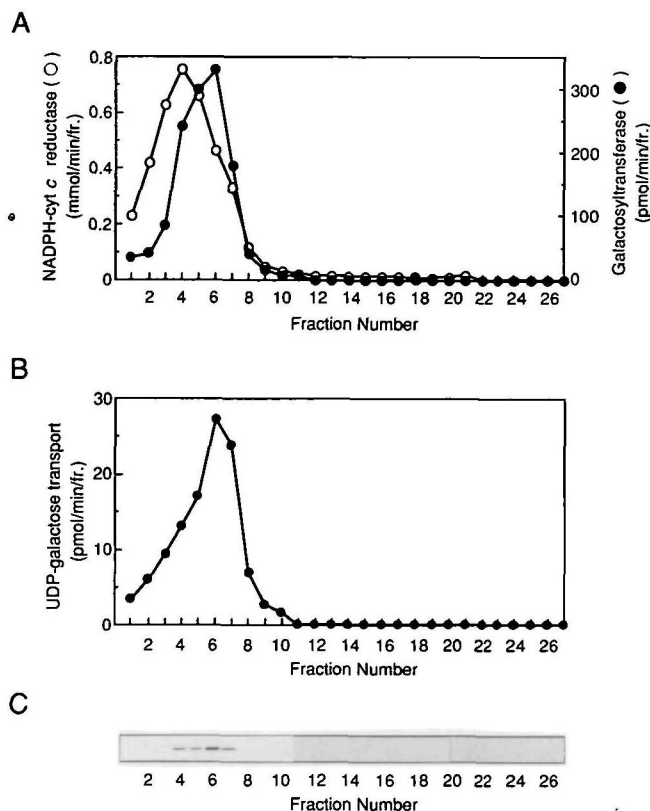 A
NADPH-cyt c reductase (○)
(mmol/min/fr.)
0.8
0.6
0.4
0.2
0
300
200
100
0
Galactosyltransferase (●)
(pmol/min/fr.)
2 4 6 8 10 12 14 16 18 20 22 24 26
Fraction Number
B
UDP-galactose transport
(pmol/min/fr.)
30
20
10
0
2 4 6 8 10 12 14 16 18 20 22 24 26
Fraction Number
C
2 4 6 8 10 12 14 16 18 20 22 24 26
Fraction Number